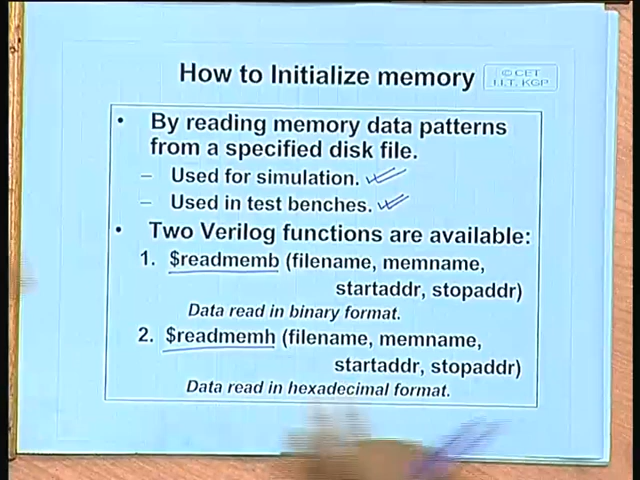 How to Initialize memory
© CET
I.I.T. KGP
• By reading memory data patterns
from a specified disk file.
– Used for simulation.
– Used in test benches.
• Two Verilog functions are available:
1. $readmemb (filename, memname,
startaddr, stopaddr)
Data read in binary format.
2. $readmemh (filename, memname,
startaddr, stopaddr)
Data read in hexadecimal format.